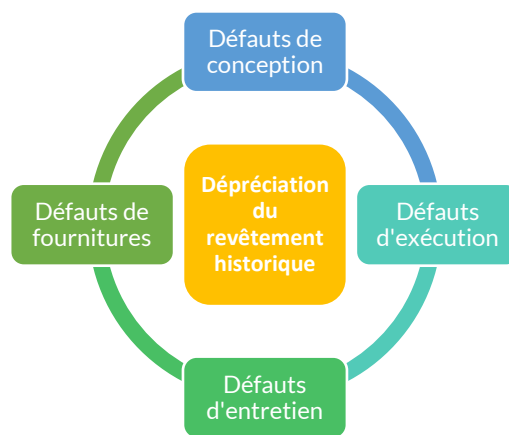 Défauts de
conception
Défauts de
fournitures
Dépréciation
du
revêtement
historique
Défauts
d'exécution
Défauts
d'entretien